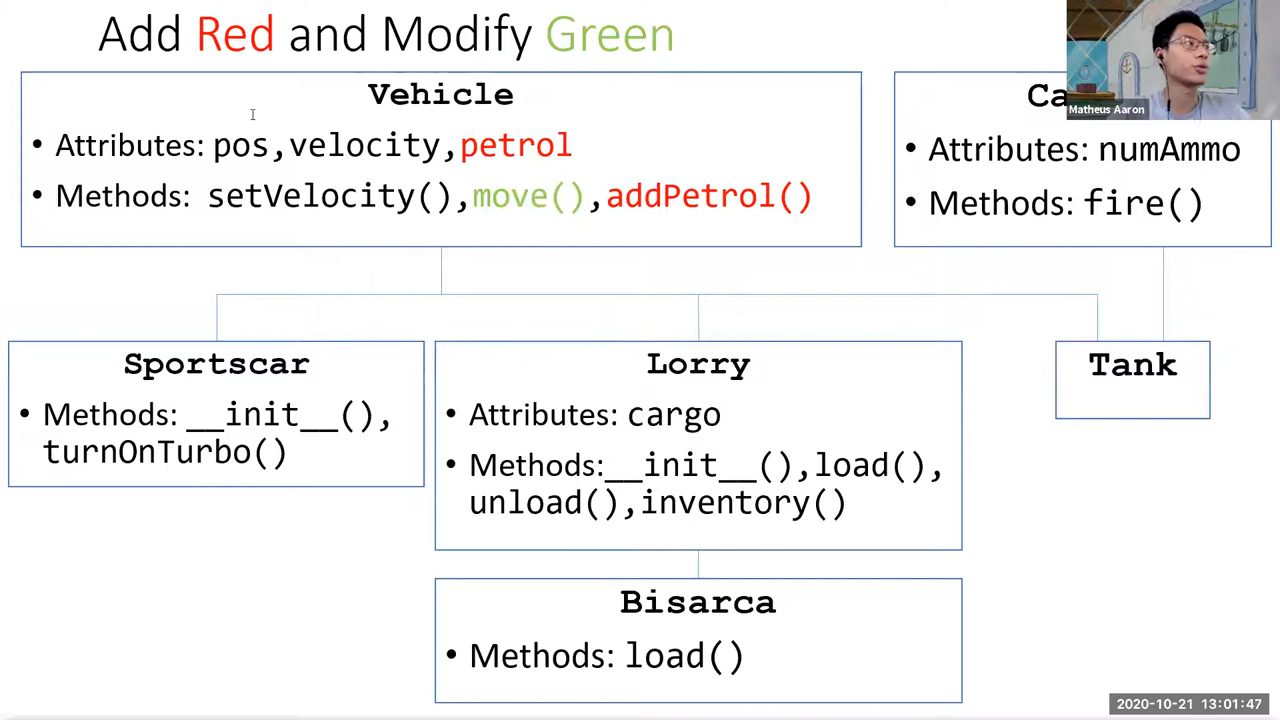 Add Red and Modify Green
Vehicle
• Attributes: pos,velocity,petrol
• Methods: setVelocity(),move(),addPetrol()
Matheus Aaron
• Attributes: numAmmo
• Methods: fire()
Sportscar
• Methods: __init__(),
turnOnTurbo()
Lorry
• Attributes: cargo
• Methods:__init__(),load(),
unload(),inventory()
Tank
Bisarca
• Methods: load()
2020-10-21 13:01:47